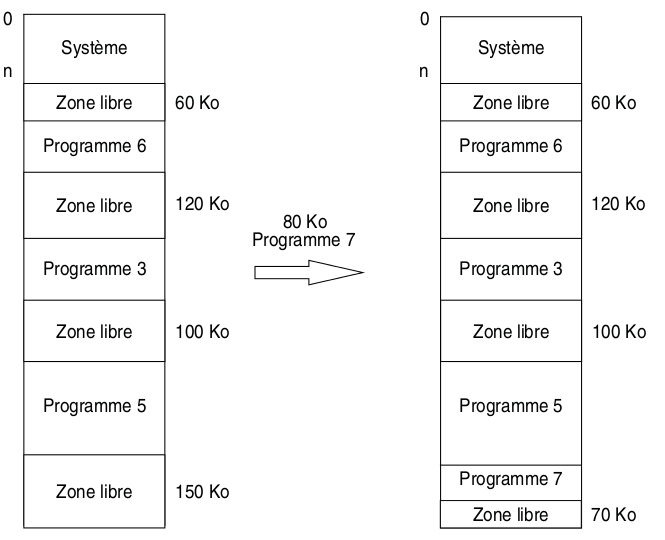 0
Système
n
Zone libre 60 Ko
Programme 6
Zone libre 120 Ko
Programme 3
Zone libre 100 Ko
Programme 5
Zone libre 150 Ko
80 Ko
Programme 7
0
Système
n
Zone libre 60 Ko
Programme 6
Zone libre 120 Ko
Programme 3
Zone libre 100 Ko
Programme 5
Programme 7
Zone libre 70 Ko